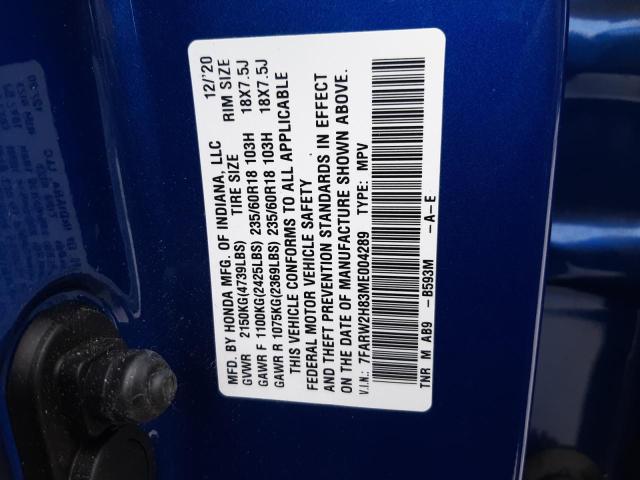 MFD. BY HONDA MFG. OF INDIANA, LLC 12/'20
GVWR 2150KG(4739LBS) TIRE SIZE RIM SIZE
GAWR F 1100KG(2425LBS) 235/60R18 103H 18X7.5J
GAWR R 1075KG(2369LBS) 235/60R18 103H 18X7.5J
THIS VEHICLE CONFORMS TO ALL APPLICABLE
FEDERAL MOTOR VEHICLE SAFETY
AND THEFT PREVENTION STANDARDS IN EFFECT
ON THE DATE OF MANUFACTURE SHOWN ABOVE.
V.I.N.: 7FARW2H83ME004289 TYPE: MPV
TNR M AB9 -B593M -A-E